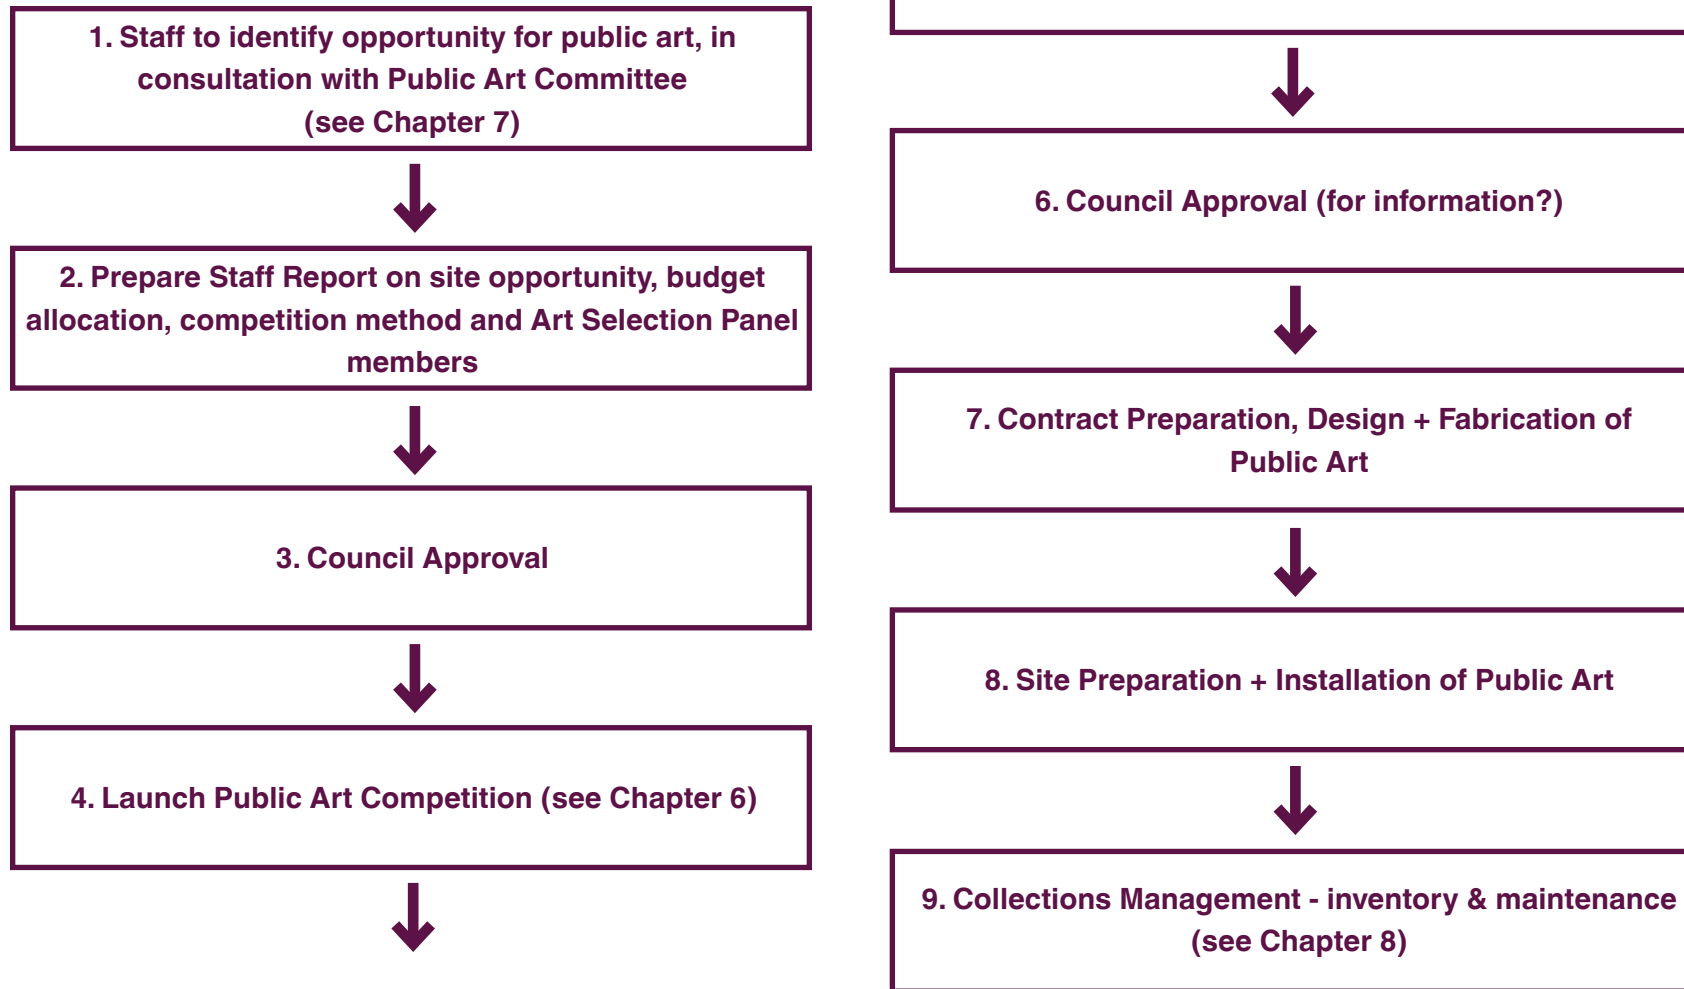 1. Staff to identify opportunity for public art, in
consultation with Public Art Committee
(see Chapter 7)
2. Prepare Staff Report on site opportunity, budget
allocation, competition method and Art Selection Panel
members
3. Council Approval
4. Launch Public Art Competition (see Chapter 6)
6. Council Approval (for information?)
7. Contract Preparation, Design + Fabrication of
Public Art
8. Site Preparation + Installation of Public Art
9. Collections Management - inventory & maintenance
(see Chapter 8)